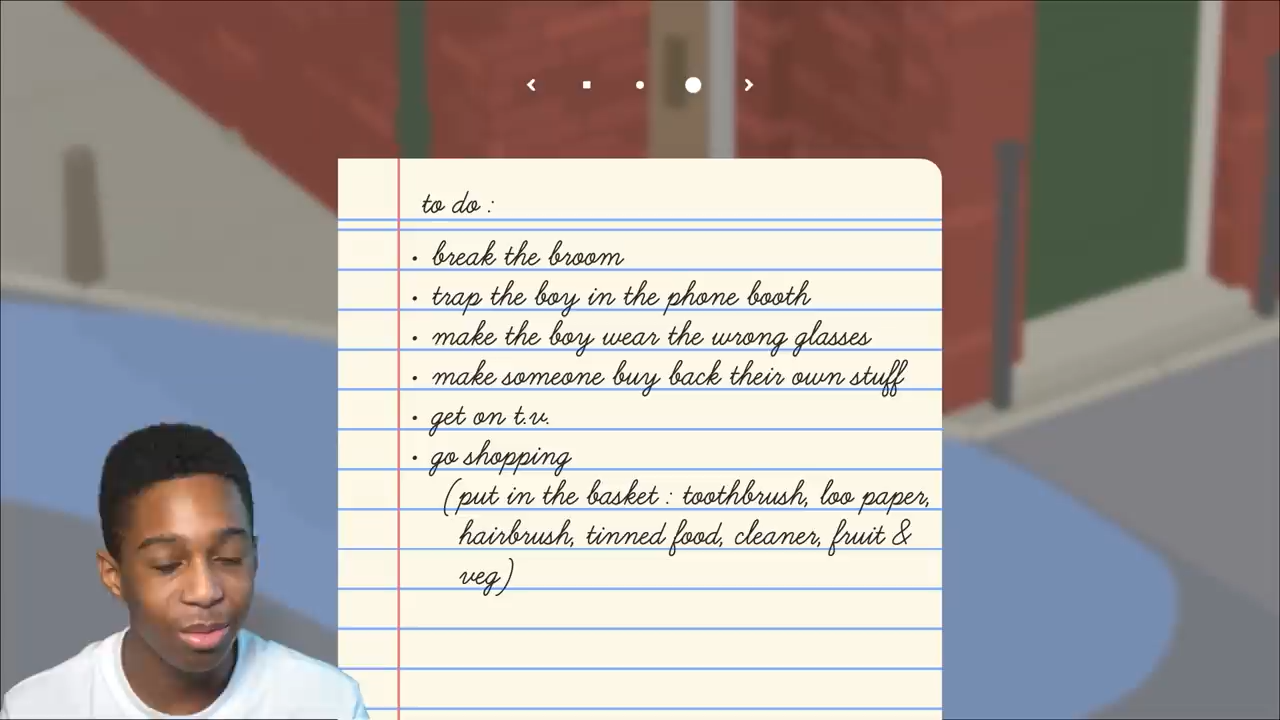 to do :
• break the broom
• trap the boy in the phone booth
• make the boy wear the wrong glasses
• make someone buy back their own stuff
• get on t.v.
• go shopping
(put in the basket : toothbrush, loo paper,
hairbrush, tinned food, cleaner, fruit &
veg)